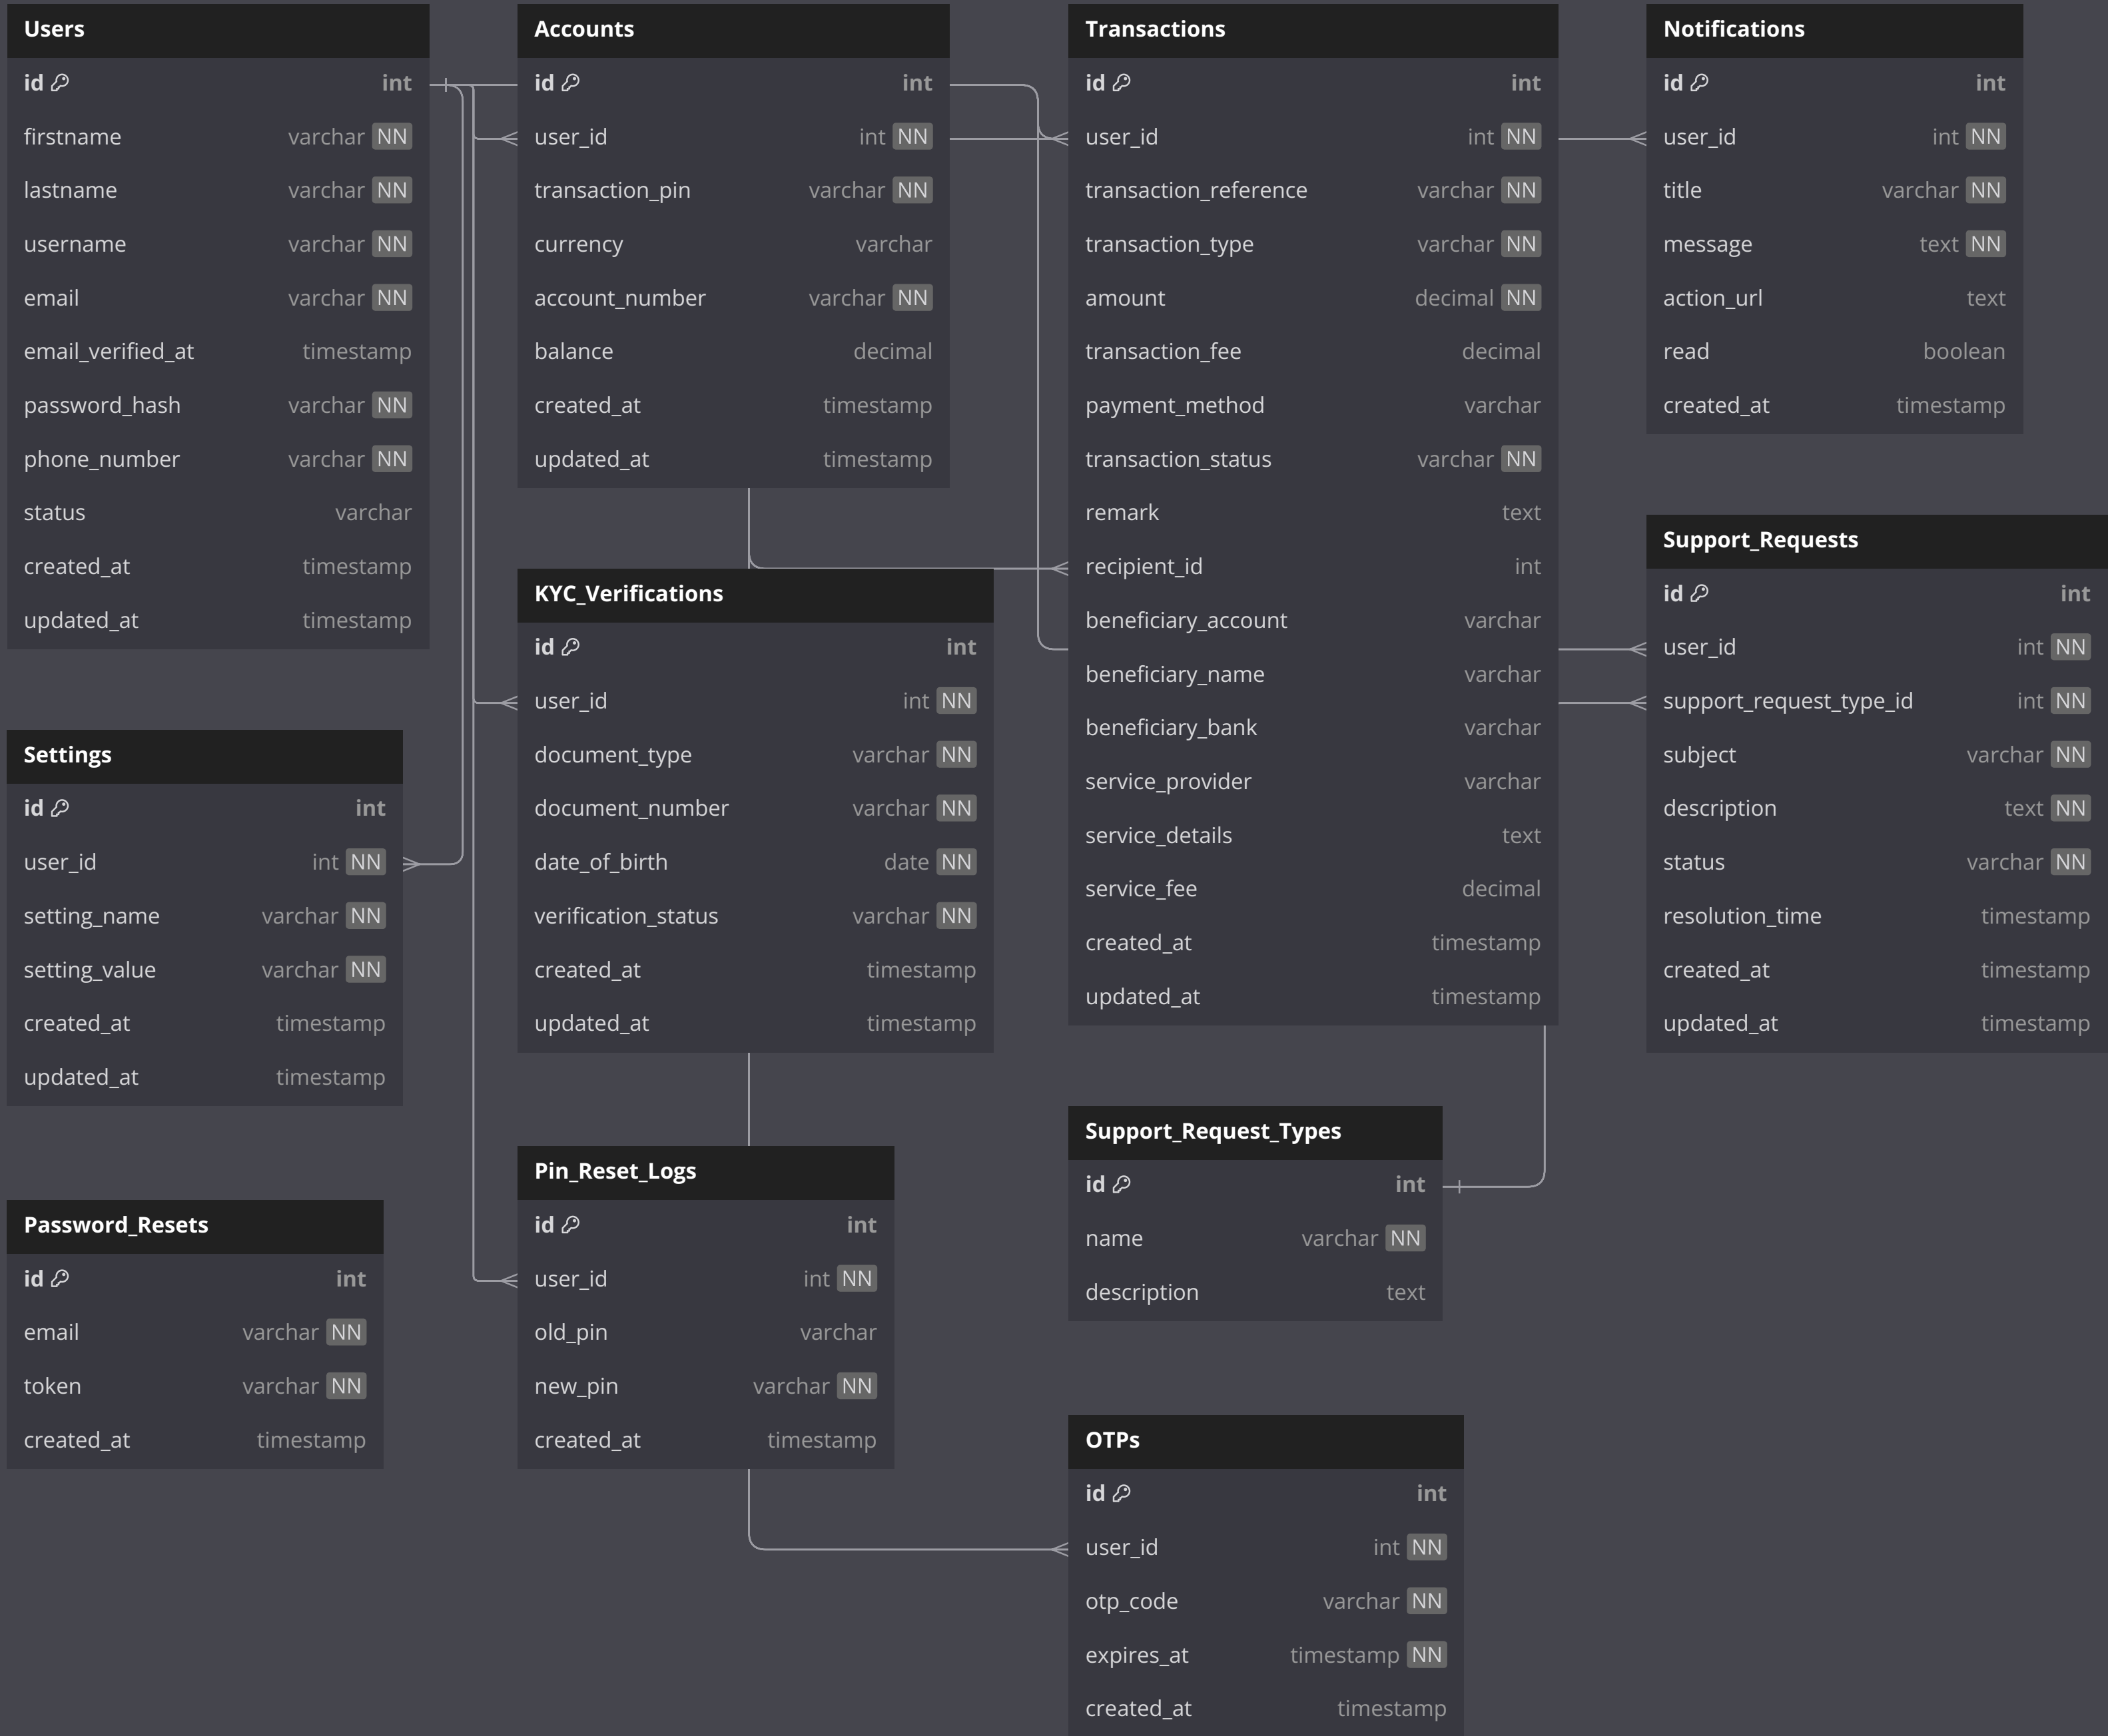 Users
id int
firstname varchar NN
lastname varchar NN
username varchar NN
email varchar NN
email_verified_at timestamp
password_hash varchar NN
phone_number varchar NN
status varchar
created_at timestamp
updated_at timestamp
Settings
id int
user_id int NN
setting_name varchar NN
setting_value varchar NN
created_at timestamp
updated_at timestamp
Password_Resets
id int
email varchar NN
token varchar NN
created_at timestamp
Accounts
id int
user_id int NN
transaction_pin varchar NN
currency varchar
account_number varchar NN
balance decimal
created_at timestamp
updated_at timestamp
KYC_Verifications
id int
user_id int NN
document_type varchar NN
document_number varchar NN
date_of_birth date NN
verification_status varchar NN
created_at timestamp
updated_at timestamp
Pin_Reset_Logs
id int
user_id int NN
old_pin varchar
new_pin varchar NN
created_at timestamp
Transactions
id int
user_id int NN
transaction_reference varchar NN
transaction_type varchar NN
amount decimal NN
transaction_fee decimal
payment_method varchar
transaction_status varchar NN
remark text
recipient_id int
beneficiary_account varchar
beneficiary_name varchar
beneficiary_bank varchar
service_provider varchar
service_details text
service_fee decimal
created_at timestamp
updated_at timestamp
Support_Request_Types
id int
name varchar NN
description text
OTPs
id int
user_id int NN
otp_code varchar NN
expires_at timestamp NN
created_at timestamp
Notifications
id int
user_id int NN
title varchar NN
message text NN
action_url text
read boolean
created_at timestamp
Support_Requests
id int
user_id int NN
support_request_type_id int NN
subject varchar NN
description text NN
status varchar NN
resolution_time timestamp
created_at timestamp
updated_at timestamp